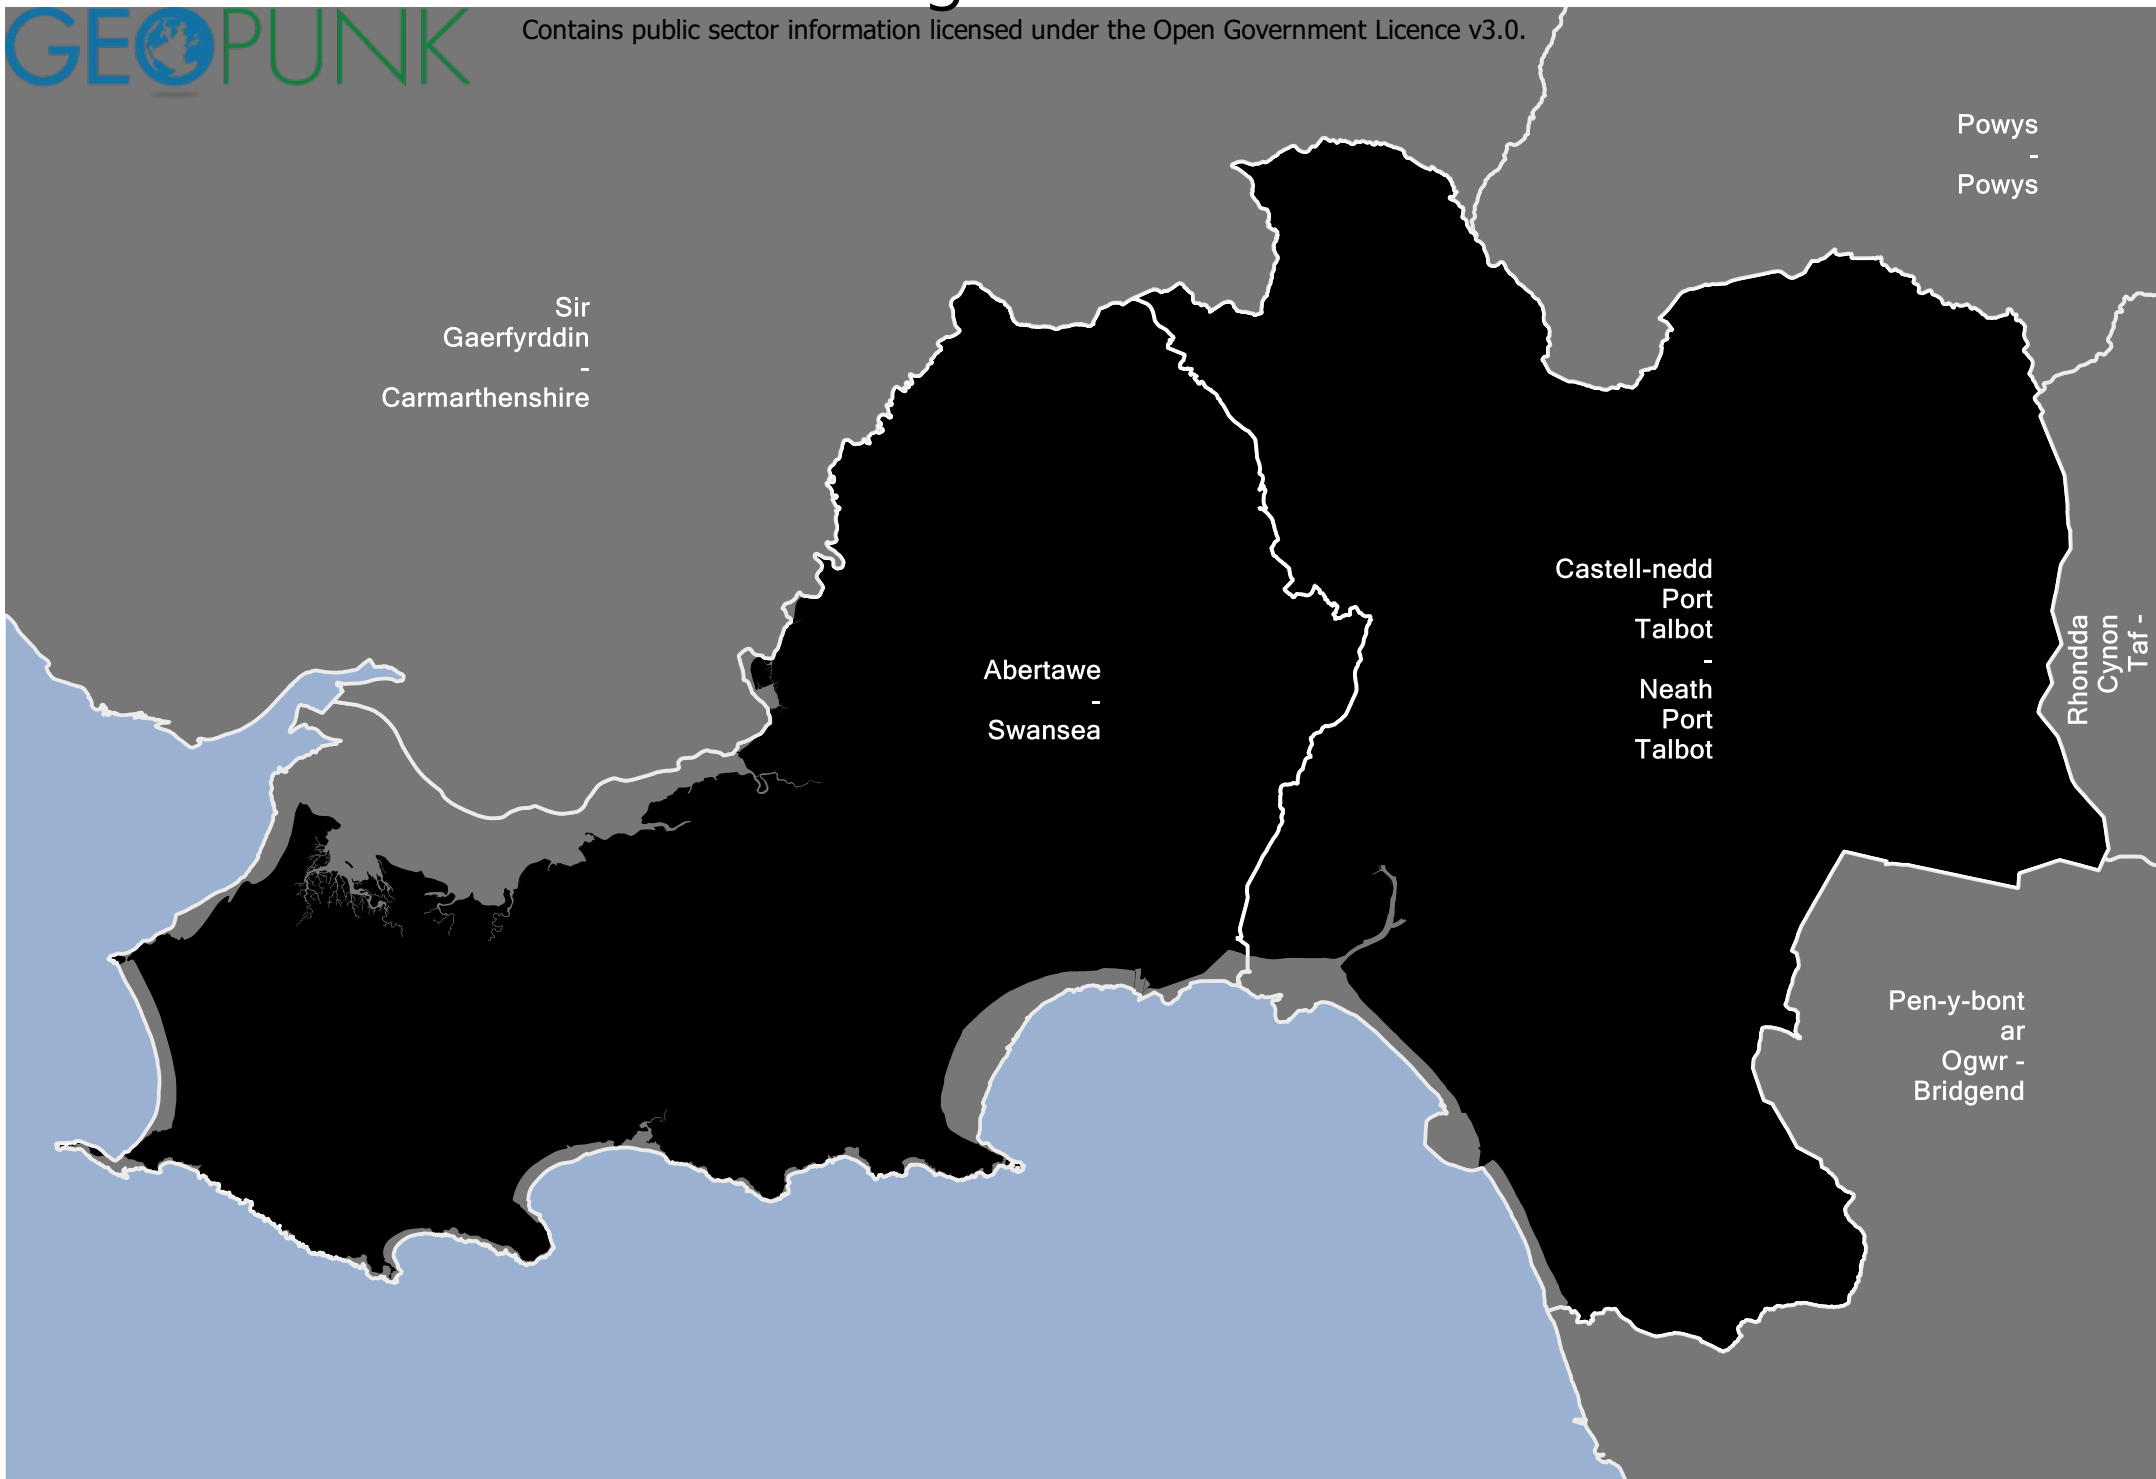 GEOPUNK
Contains public sector information licensed under the Open Government Licence v3.0.
Powys
-
Powys
Sir
Gaerfyrddin
-
Carmarthenshire
Castell-nedd
Port
Talbot
-
Neath
Port
Talbot
Abertawe
-
Swansea
Rhondda
Cynon
Taf -
Pen-y-bont
ar
Ogwr -
Bridgend